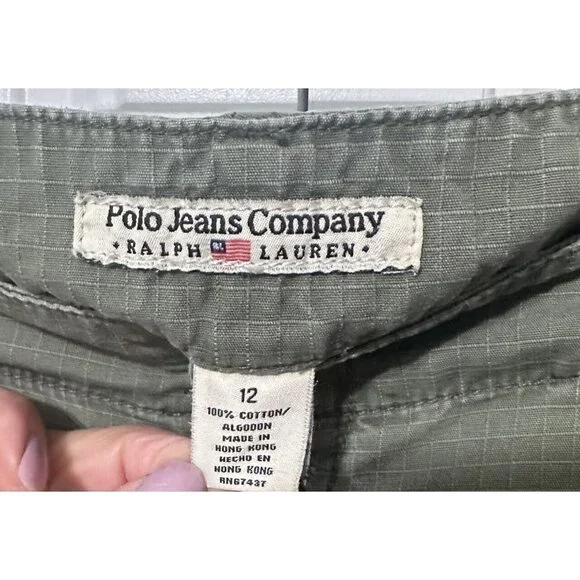 Polo Jeans Company
• RALPH LAUREN •
12
100% COTTON/
ALGODON
MADE IN
HONG KONG
HECHO EN
HONG KONG
RN67437